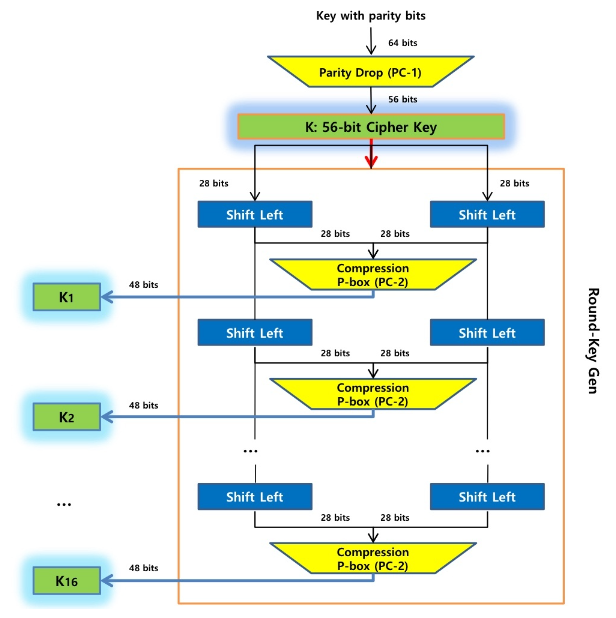 Key with parity bits
64 bits
Parity Drop (PC-1)
56 bits
K: 56-bit Cipher Key
28 bits
28 bits
Shift Left
Shift Left
28 bits
28 bits
Compression
P-box (PC-2)
48 bits
K1
Round-Key Gen
Shift Left
Shift Left
28 bits
28 bits
Compression
P-box (PC-2)
48 bits
K2
...
...
...
Shift Left
Shift Left
28 bits
28 bits
Compression
P-box (PC-2)
48 bits
K16